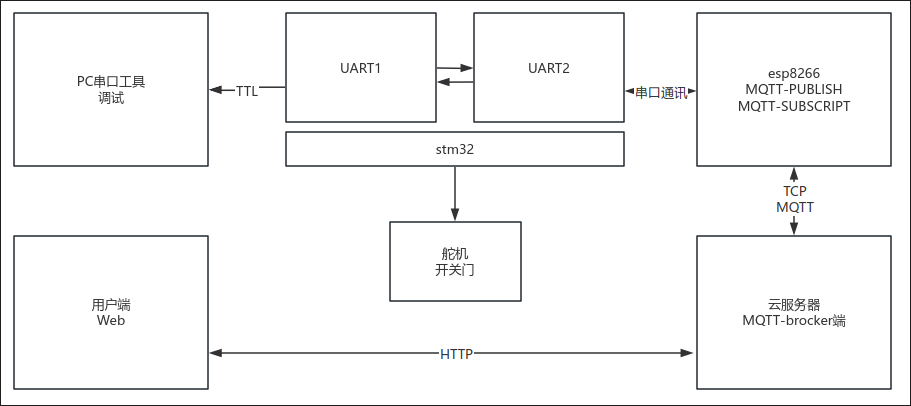 PC串口工具
调试
TTL
UART1
UART2
串口通讯
esp8266
MQTT-PUBLISH
MQTT-SUBSCRIPT
stm32
TCP
MQTT
舵机
开关门
用户端
Web
HTTP
云服务器
MQTT-brocker端